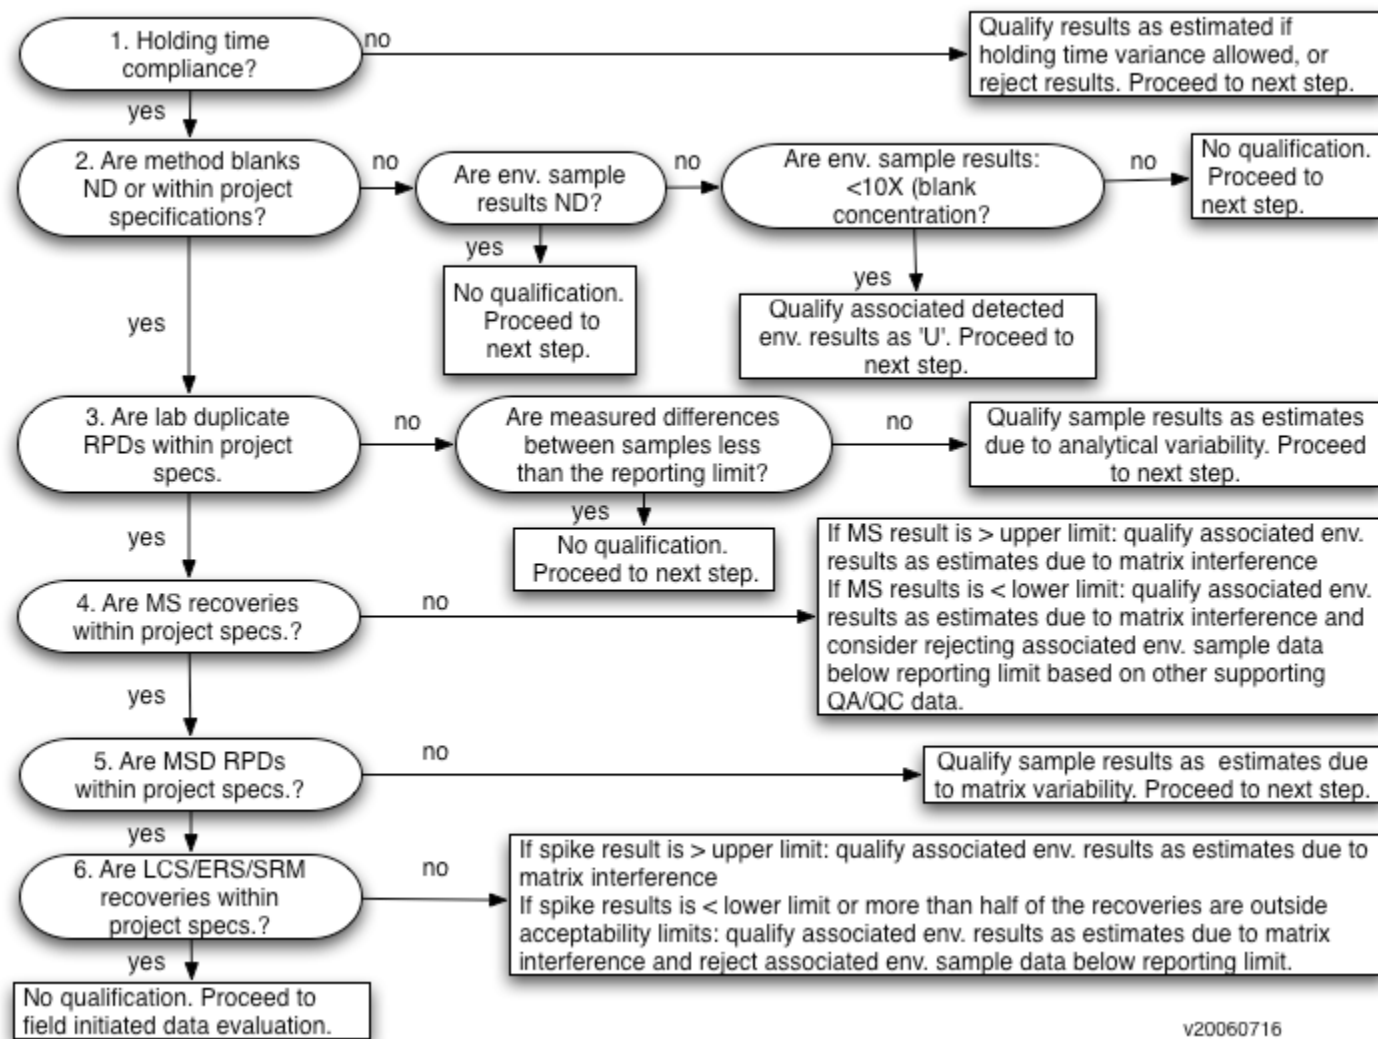 1. Holding time
compliance?
no
Qualify results as estimated if
holding time variance allowed, or
reject results. Proceed to next step.
yes
2. Are method blanks
ND or within project
specifications?
no
Are env. sample
results ND?
no
Are env. sample results:
<10X (blank
concentration?
no
No qualification.
Proceed to
next step.
yes
No qualification.
Proceed to
next step.
yes
Qualify associated detected
env. results as 'U'. Proceed to
next step.
yes
3. Are lab duplicate
RPDs within project
specs.
no
Are measured differences
between samples less
than the reporting limit?
no
Qualify sample results as estimates
due to analytical variability. Proceed
to next step.
yes
No qualification.
Proceed to next step.
yes
4. Are MS recoveries
within project specs.?
no
If MS result is > upper limit: qualify associated env.
results as estimates due to matrix interference
If MS results is < lower limit: qualify associated env.
results as estimates due to matrix interference and
consider rejecting associated env. sample data
below reporting limit based on other supporting
QA/QC data.
yes
5. Are MSD RPDs
within project specs.?
no
Qualify sample results as  estimates due
to matrix variability. Proceed to next step.
yes
6. Are LCS/ERS/SRM
recoveries within
project specs.?
no
If spike result is > upper limit: qualify associated env. results as estimates due to
matrix interference
If spike results is < lower limit or more than half of the recoveries are outside
acceptability limits: qualify associated env. results as estimates due to matrix
interference and reject associated env. sample data below reporting limit.
yes
No qualification. Proceed to
field initiated data evaluation.
v20060716